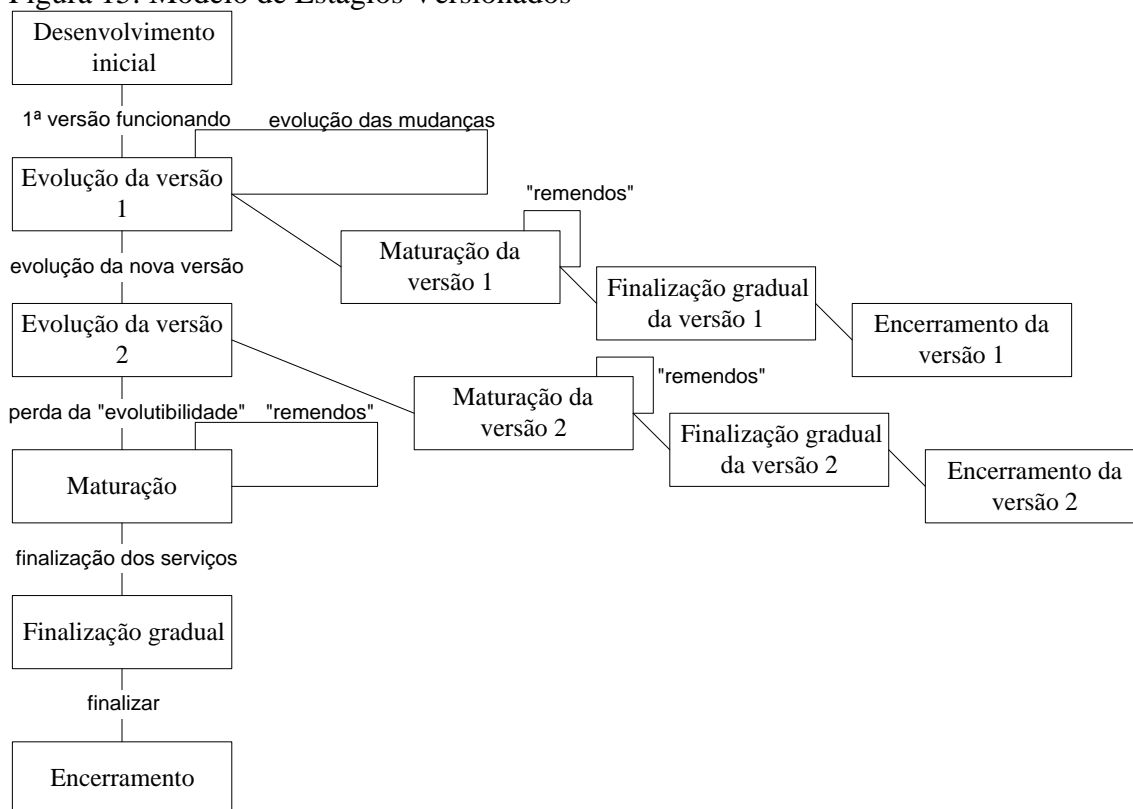 Figura 15: Modelo de Estágios Versionados
Desenvolvimento
inicial
1ª versão funcionando
evolução das mudanças
Evolução da versão
1
"remendos"
Maturação da
versão 1
evolução da nova versão
Finalização gradual
da versão 1
Evolução da versão
2
Encerramento da
versão 1
"remendos"
Maturação da
versão 2
perda da "evolutibilidade"
"remendos"
Finalização gradual
da versão 2
Maturação
Encerramento da
versão 2
finalização dos serviços
Finalização gradual
finalizar
Encerramento